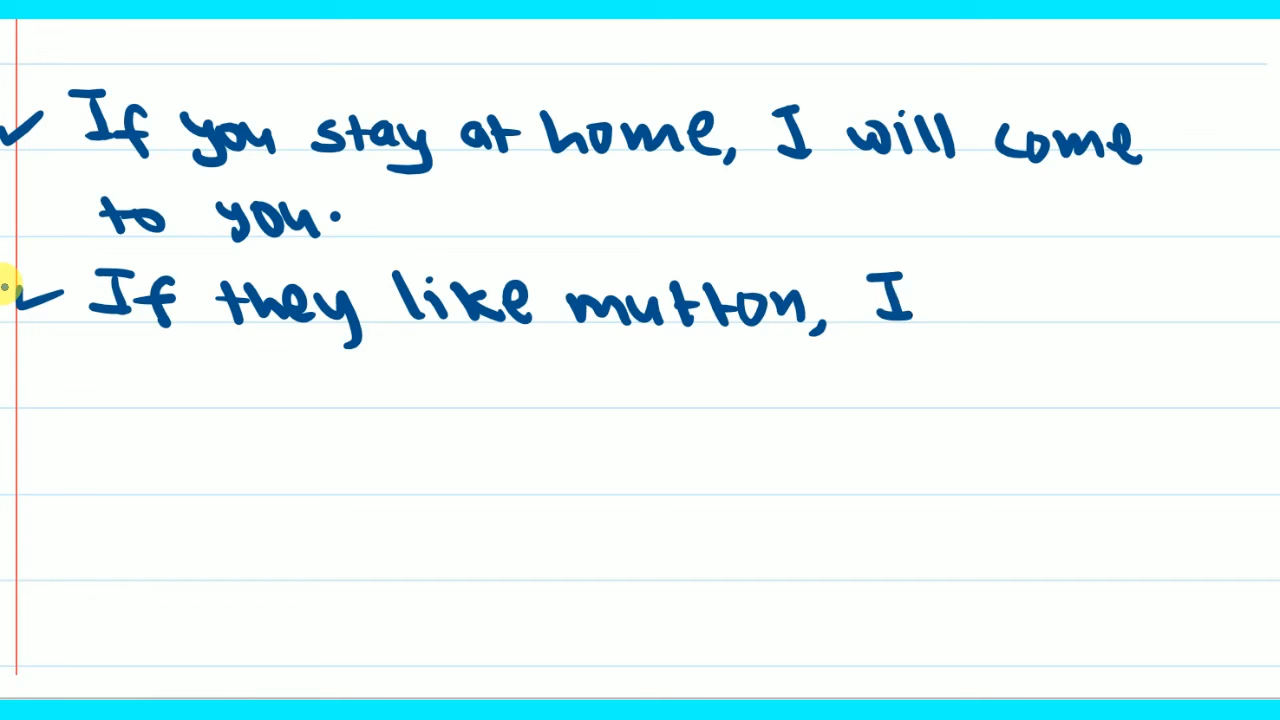 If you stay at home, I will come
to you.
If they like mutton, I